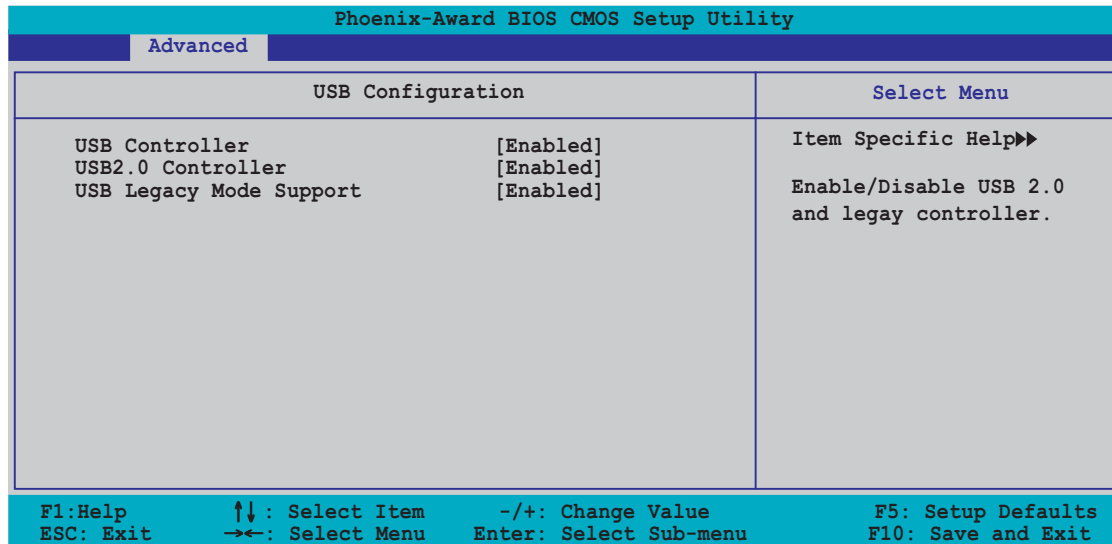 Phoenix-Award BIOS CMOS Setup Utility
Advanced
USB Configuration
Select Menu
USB Controller [Enabled]
USB2.0 Controller [Enabled]
USB Legacy Mode Support [Enabled]
Item Specific Help▶▶
Enable/Disable USB 2.0
and legay controller.
F1:Help ↑↓ : Select Item -/+: Change Value F5: Setup Defaults
ESC: Exit →←: Select Menu Enter: Select Sub-menu F10: Save and Exit